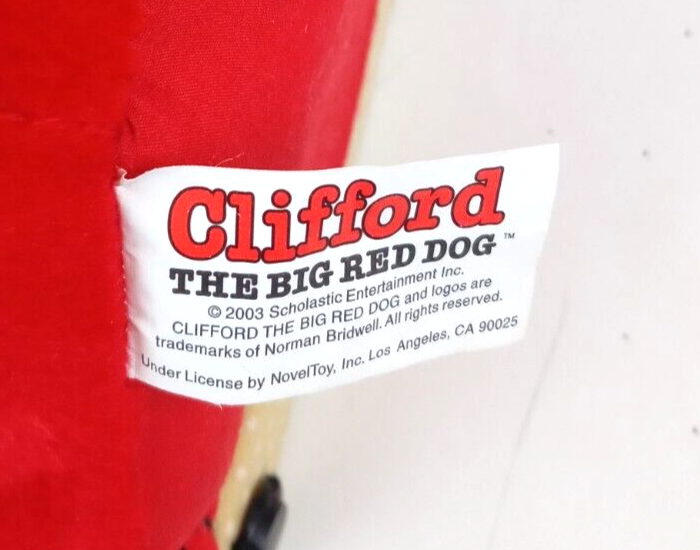 Clifford
THE BIG RED DOG™
© 2003 Scholastic Entertainment Inc.
CLIFFORD THE BIG RED DOG and logos are
trademarks of Norman Bridwell. All rights reserved.
Under License by NovelToy, Inc. Los Angeles, CA 90025